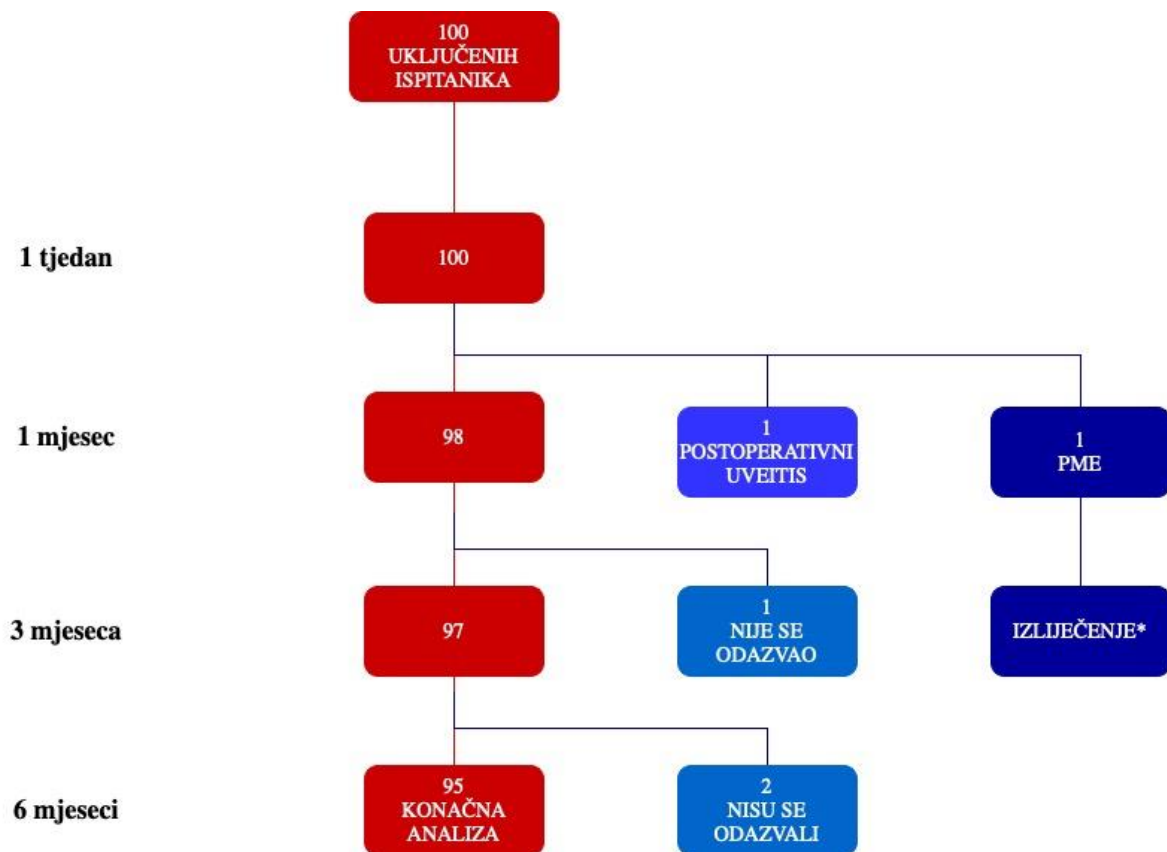 100
UKLJUČENIH
ISPITANIKA
1 tjedan
100
1 mjesec
98
1
POSTOPERATIVNI
UVEITIS
1
PME
3 mjeseca
97
1
NIJE SE
ODAZVAO
IZLIJEČENJE*
6 mjeseci
95
KONAČNA
ANALIZA
2
NISU SE
ODAZVALI